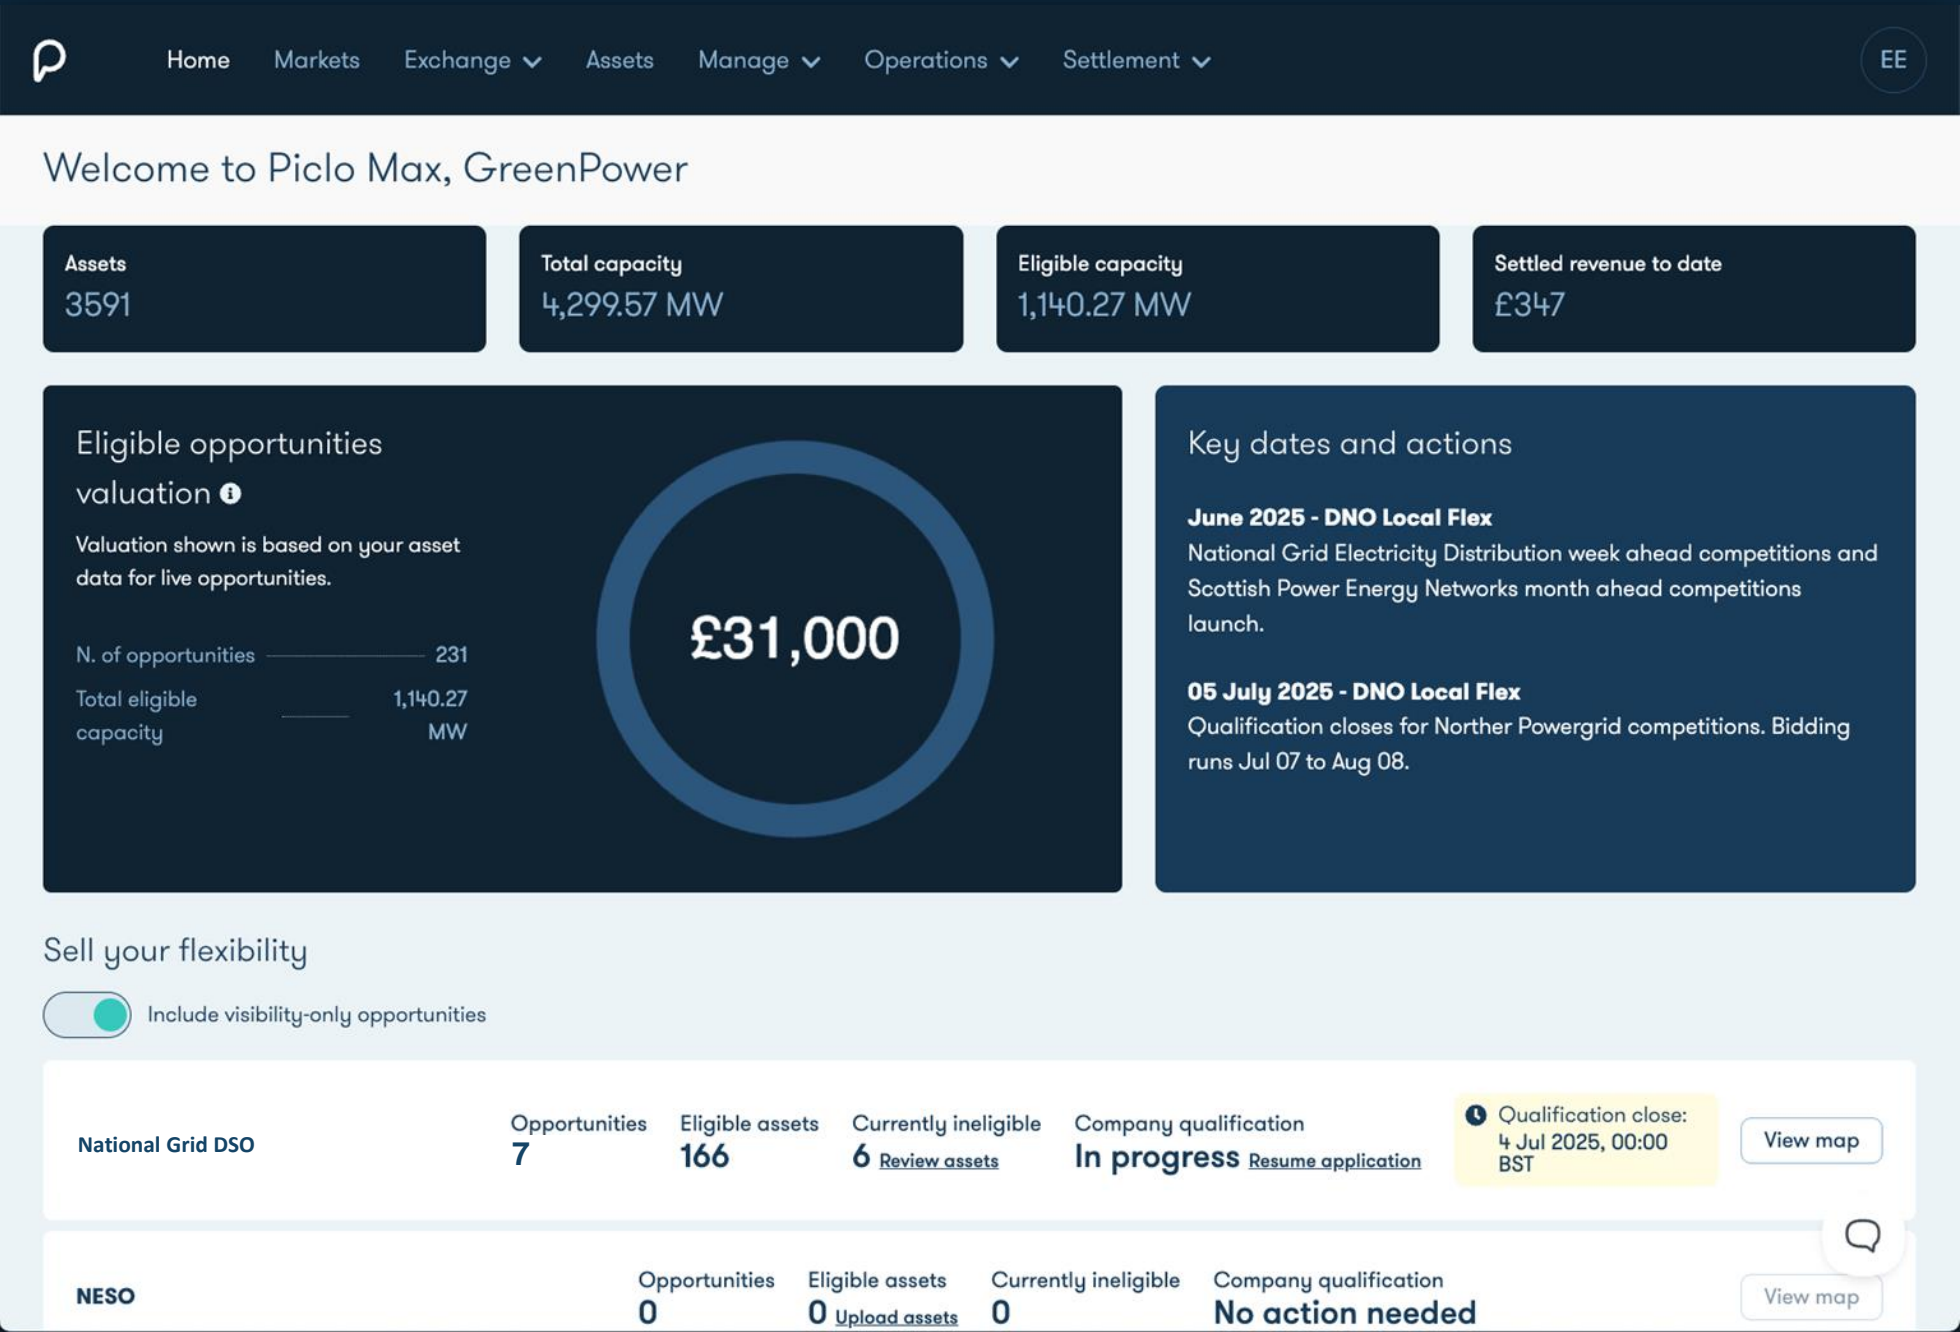 Home Markets Exchange Assets Manage Operations Settlement EE
Welcome to Piclo Max, GreenPower
Assets
3591
Total capacity
4,299.57 MW
Eligible capacity
1,140.27 MW
Settled revenue to date
£347
Eligible opportunities
valuation
Valuation shown is based on your asset
data for live opportunities.
N. of opportunities 231
Total eligible
capacity
1,140.27
MW
£31,000
Key dates and actions
June 2025 - DNO Local Flex
National Grid Electricity Distribution week ahead competitions and
Scottish Power Energy Networks month ahead competitions
launch.
05 July 2025 - DNO Local Flex
Qualification closes for Norther Powergrid competitions. Bidding
runs Jul 07 to Aug 08.
Sell your flexibility
Include visibility-only opportunities
National Grid DSO
Opportunities
7
Eligible assets
166
Currently ineligible
6 Review assets
Company qualification
In progress Resume application
Qualification close:
4 Jul 2025, 00:00
BST
View map
NESO
Opportunities
0
Eligible assets
0 Upload assets
Currently ineligible
0
Company qualification
No action needed
View map